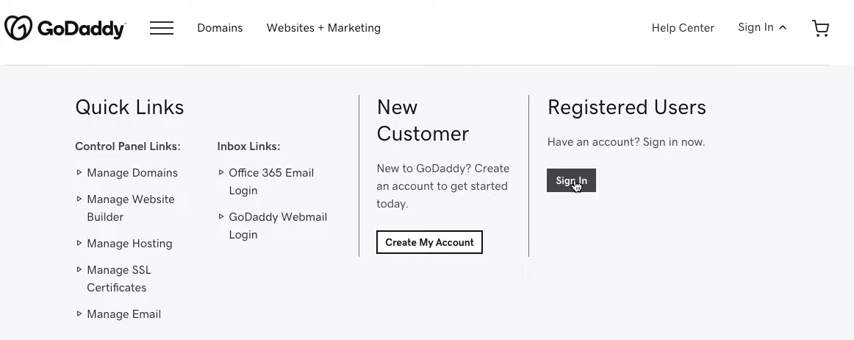 GoDaddy
Domains
Websites + Marketing
Help Center
Sign In
Quick Links
Control Panel Links:
Manage Domains
Manage Website
Builder
Manage Hosting
Manage SSL
Certificates
Manage Email
Inbox Links:
Office 365 Email
Login
GoDaddy Webmail
Login
New
Customer
New to GoDaddy? Create
an account to get started
today.
Create My Account
Registered Users
Have an account? Sign in now.
Sign In